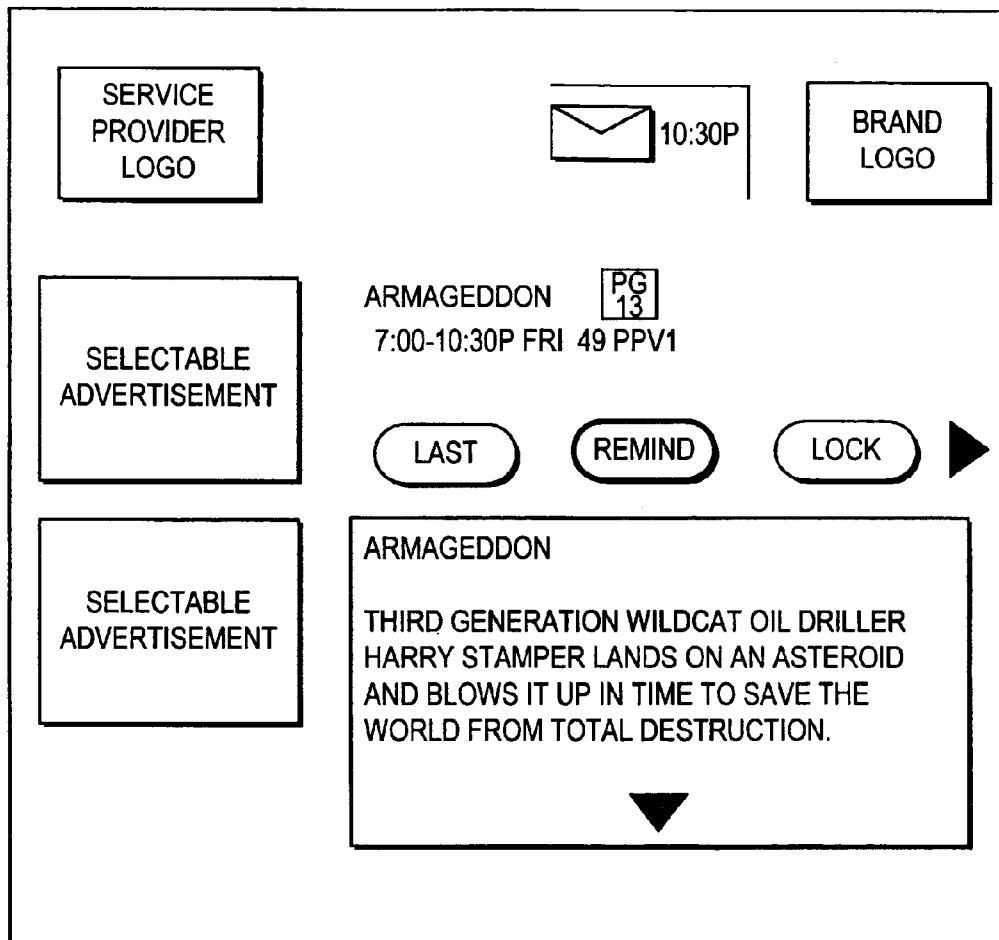 SERVICE
PROVIDER
LOGO
10:30P
BRAND
LOGO
SELECTABLE
ADVERTISEMENT
ARMAGEDDON
PG
13
7:00-10:30P FRI 49 PPV1
LAST
REMIND
LOCK
SELECTABLE
ADVERTISEMENT
ARMAGEDDON
THIRD GENERATION WILDCAT OIL DRILLER
HARRY STAMPER LANDS ON AN ASTEROID
AND BLOWS IT UP IN TIME TO SAVE THE
WORLD FROM TOTAL DESTRUCTION.